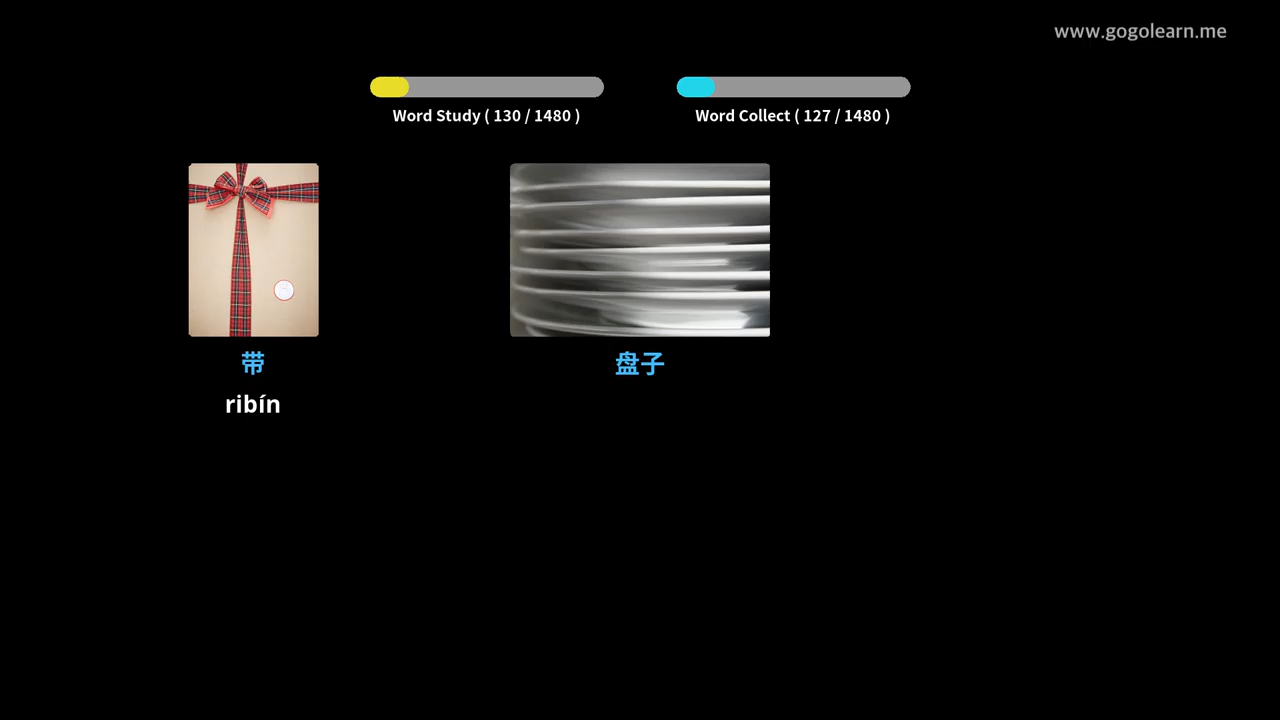 www.gogolearn.me
Word Study ( 130 / 1480 )
Word Collect ( 127 / 1480 )
带
ribín
盘子